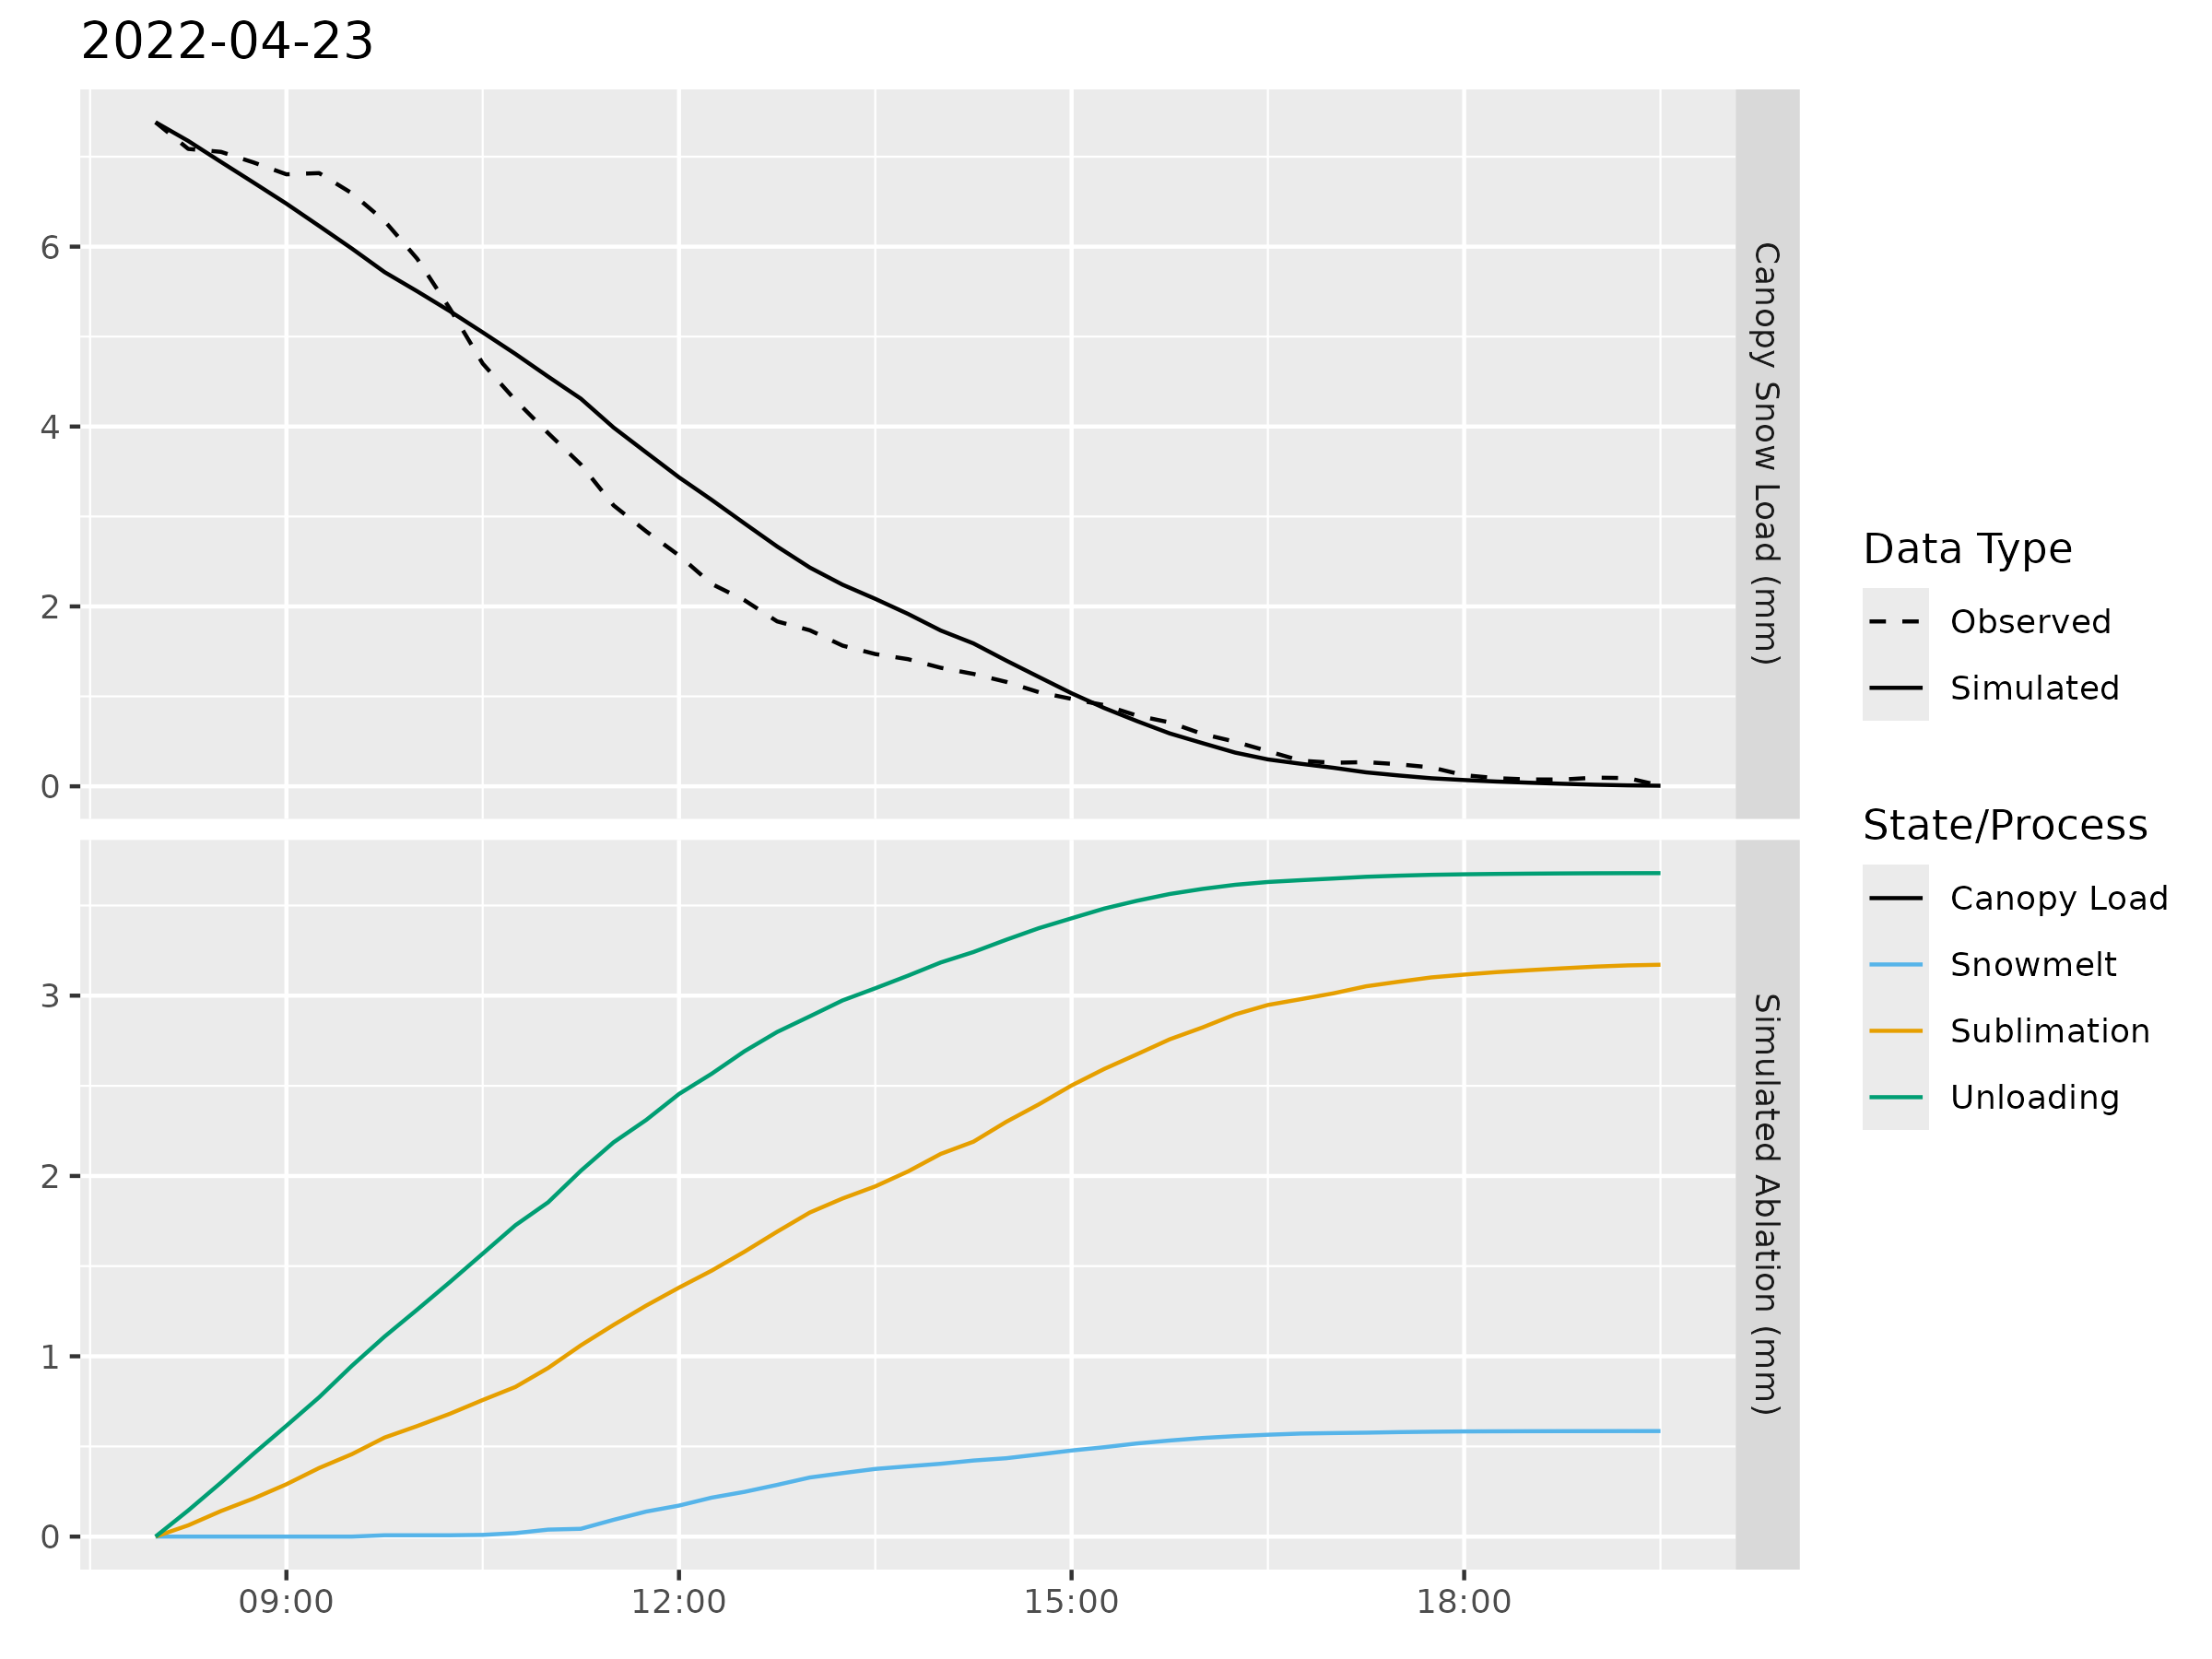 2022-04-23
6
4
2
0
Canopy Snow Load (mm)
3
2
1
0
Simulated Ablation (mm)
09:00
12:00
15:00
18:00
Data Type
Observed
Simulated
State/Process
Canopy Load
Snowmelt
Sublimation
Unloading